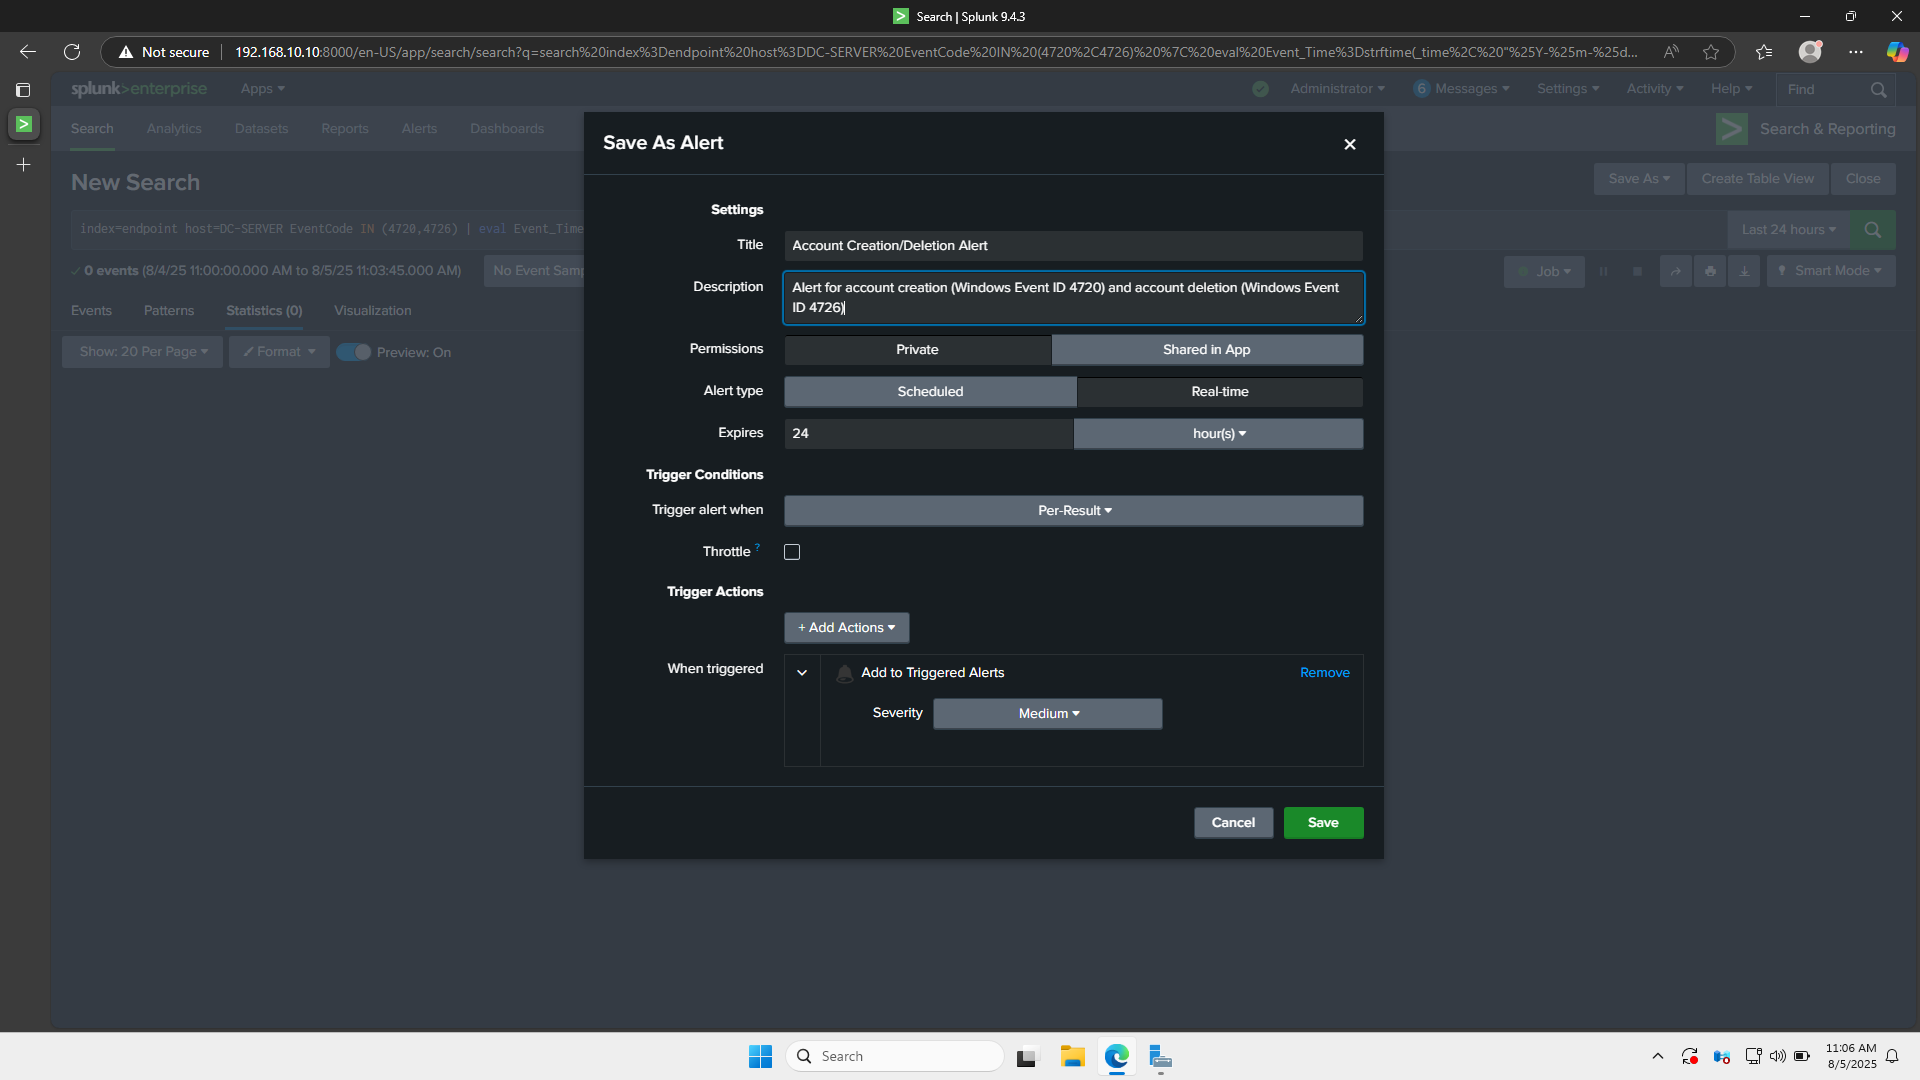 Search | Splunk 9.4.3
Not secure
192.168.10.10:8000/en-US/app/search/search?q=search%20index%3Dendpoint%20host%3DDC-SERVER%20EventCode%20IN%20(4720%2C4726)%20%7C%20eval%20Event_Time%3Dstrftime(_time%2C%20"%25Y-%25m-%25d...
splunk>enterprise
Apps
Administrator
6 Messages
Settings
Activity
Help
Find
Search
Analytics
Datasets
Reports
Alerts
Dashboards
Search & Reporting
New Search
Save As
Create Table View
Close
index=endpoint host=DC-SERVER EventCode IN (4720,4726) | eval Event_Time
Last 24 hours
0 events (8/4/25 11:00:00.000 AM to 8/5/25 11:03:45.000 AM)
No Event Samp
Job
Smart Mode
Events
Patterns
Statistics (0)
Visualization
Show: 20 Per Page
Format
Preview: On
Save As Alert
Settings
Title
Account Creation/Deletion Alert
Description
Alert for account creation (Windows Event ID 4720) and account deletion (Windows Event
ID 4726)
Permissions
Private
Shared in App
Alert type
Scheduled
Real-time
Expires
24
hour(s)
Trigger Conditions
Trigger alert when
Per-Result
Throttle ?
Trigger Actions
+ Add Actions
When triggered
Add to Triggered Alerts
Remove
Severity
Medium
Cancel
Save
Search
11:06 AM
8/5/2025